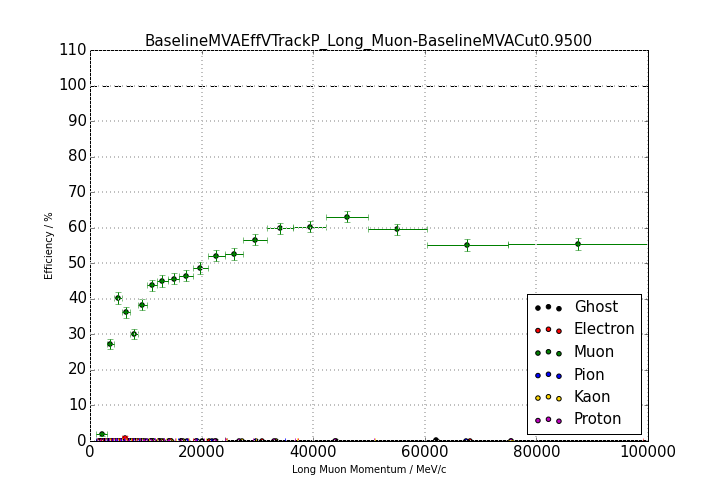 BaselineMVAEffVTrackP_Long_Muon-BaselineMVACut0.9500
110
100
90
80
70
60
50
40
30
20
10
0
Efficiency / %
Ghost
Electron
Muon
Pion
Kaon
Proton
0 20000 40000 60000 80000 100000
Long Muon Momentum / MeV/c